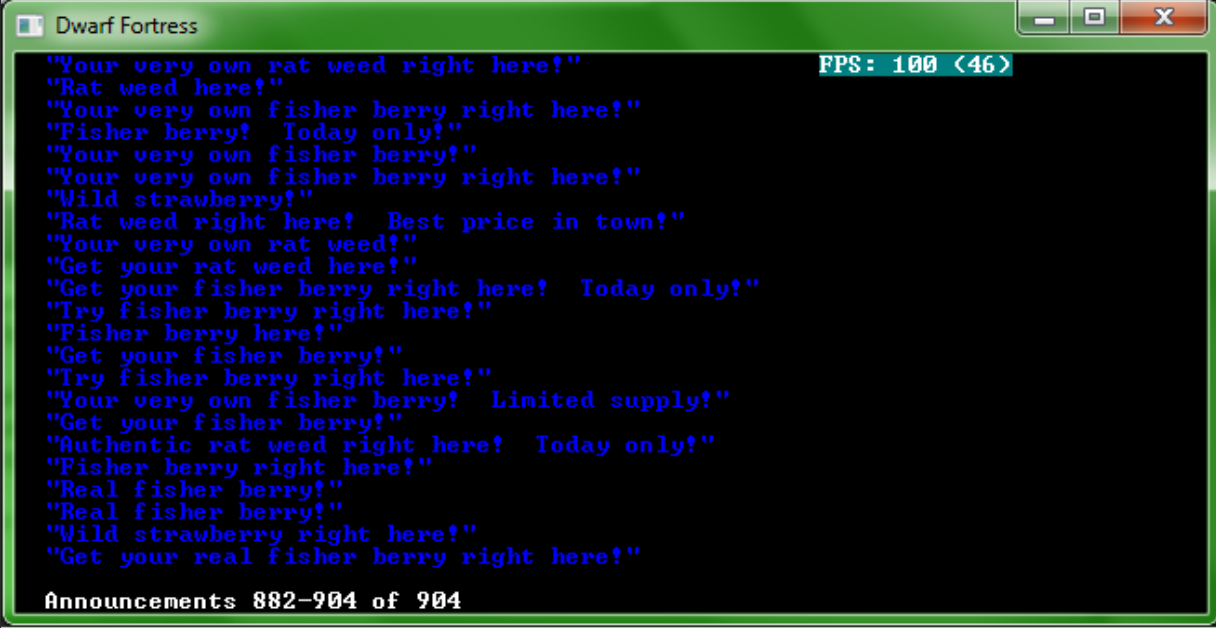 Dwarf Fortress
"Your very own rat weed right here!" FPS: 100 (46)
"Rat weed here!"
"Your very own fisher berry right here!"
"Fisher berry!  Today only!"
"Your very own fisher berry!"
"Your very own fisher berry right here!"
"Wild strawberry!"
"Rat weed right here!  Best price in town!"
"Your very own rat weed!"
"Get your rat weed here!"
"Get your fisher berry right here!  Today only!"
"Try fisher berry right here!"
"Fisher berry here!"
"Get your fisher berry!"
"Try fisher berry right here!"
"Your very own fisher berry!  Limited supply!"
"Get your fisher berry!"
"Authentic rat weed right here!  Today only!"
"Fisher berry right here!"
"Real fisher berry!"
"Real fisher berry!"
"Wild strawberry right here!"
"Get your real fisher berry right here!"
Announcements 882-904 of 904